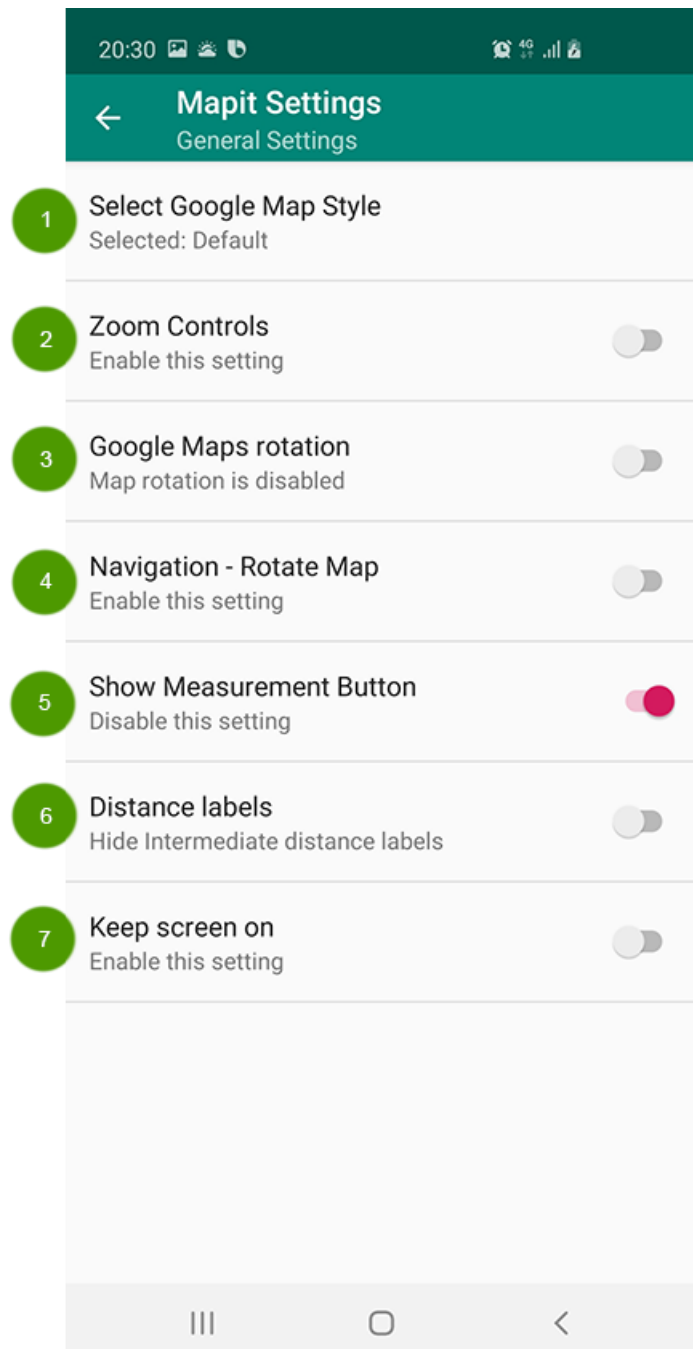 20:30 4G
Mapit Settings
General Settings
1 Select Google Map Style
Selected: Default
2 Zoom Controls
Enable this setting
3 Google Maps rotation
Map rotation is disabled
4 Navigation - Rotate Map
Enable this setting
5 Show Measurement Button
Disable this setting
6 Distance labels
Hide Intermediate distance labels
7 Keep screen on
Enable this setting